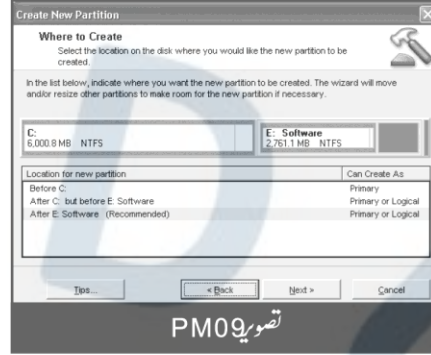 Create New Partition
Where to Create
Select the location on the disk where you would like the new partition to be
created.
In the list below, indicate where you want the new partition to be created. The wizard will move
and/or resize other partitions to make room for the new partition if necessary.
C:
6,000.8 MB NTFS
E: Software
2,761.1 MB NTFS
Location for new partition Can Create As
Before C: Primary
After C: but before E: Software Primary or Logical
After E: Software (Recommended) Primary or Logical
Tips... < Back Next > Cancel
تصویر PM09